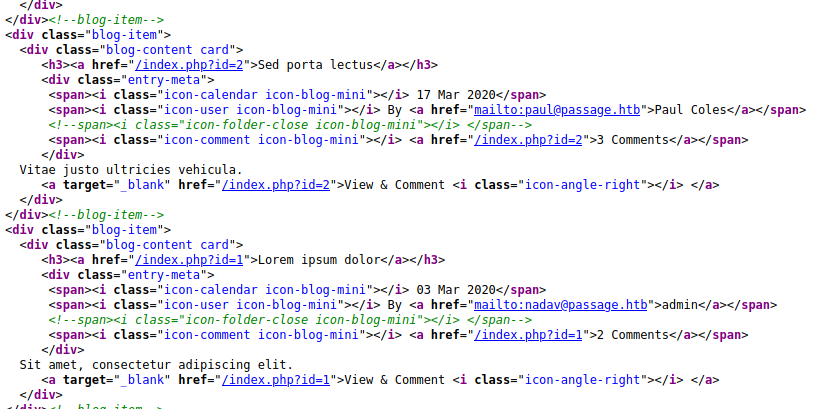 </div>
</div><!--blog-item-->
<div class="blog-item">
<div class="blog-content card">
<h3><a href="/index.php?id=2">Sed porta lectus</a></h3>
<div class="entry-meta">
<span><i class="icon-calendar icon-blog-mini"></i> 17 Mar 2020</span>
<span><i class="icon-user icon-blog-mini"></i> By <a href="mailto:paul@passage.htb">Paul Coles</a></span>
<!--span><i class="icon-folder-close icon-blog-mini"></i> </span-->
<span><i class="icon-comment icon-blog-mini"></i> <a href="/index.php?id=2">3 Comments</a></span>
</div>
Vitae justo ultricies vehicula.
<a target="_blank" href="/index.php?id=2">View & Comment <i class="icon-angle-right"></i> </a>
</div>
</div><!--blog-item-->
<div class="blog-item">
<div class="blog-content card">
<h3><a href="/index.php?id=1">Lorem ipsum dolor</a></h3>
<div class="entry-meta">
<span><i class="icon-calendar icon-blog-mini"></i> 03 Mar 2020</span>
<span><i class="icon-user icon-blog-mini"></i> By <a href="mailto:nadav@passage.htb">admin</a></span>
<!--span><i class="icon-folder-close icon-blog-mini"></i> </span-->
<span><i class="icon-comment icon-blog-mini"></i> <a href="/index.php?id=1">2 Comments</a></span>
</div>
Sit amet, consectetur adipiscing elit.
<a target="_blank" href="/index.php?id=1">View & Comment <i class="icon-angle-right"></i> </a>
</div>
</div><!--blog-item-->